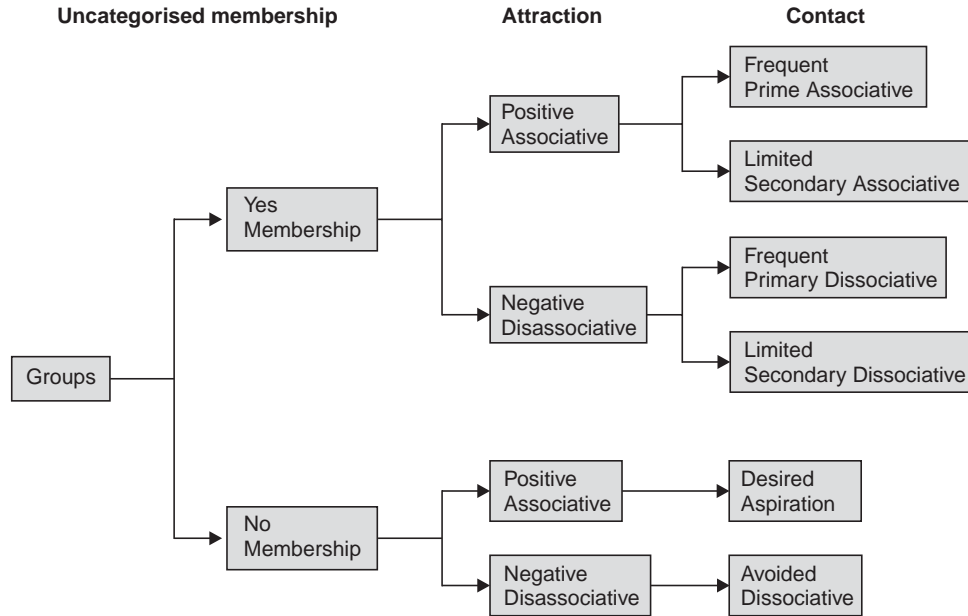 Uncategorised membership
Attraction
Contact
Frequent
Prime Associative
Positive
Associative
Limited
Secondary Associative
Yes
Membership
Frequent
Primary Dissociative
Negative
Disassociative
Limited
Secondary Dissociative
Groups
Positive
Associative
Desired
Aspiration
No
Membership
Negative
Disassociative
Avoided
Dissociative